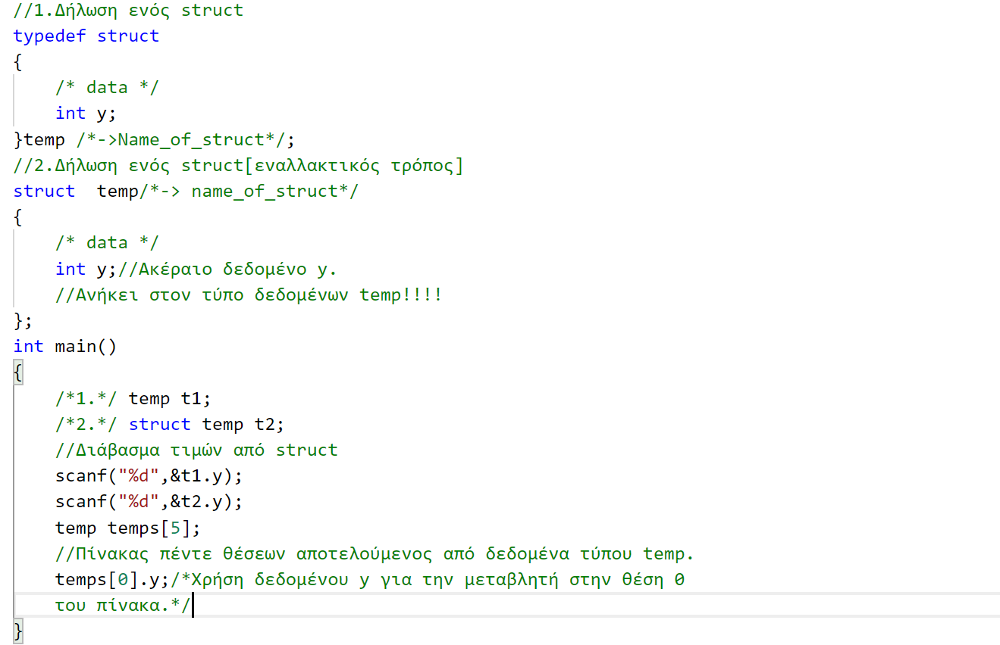 //1.Δήλωση ενός struct
typedef struct
{
    /* data */
    int y;
}temp /*->Name_of_struct*/;
//2.Δήλωση ενός struct[εναλλακτικός τρόπος]
struct  temp/*-> name_of_struct*/
{
    /* data */
    int y;//Ακέραιο δεδομένο y.
    //Ανήκει στον τύπο δεδομένων temp!!!!
};
int main()
{
    /*1.*/ temp t1;
    /*2.*/ struct temp t2;
    //Διάβασμα τιμών από struct
    scanf("%d",&t1.y);
    scanf("%d",&t2.y);
    temp temps[5];
    //Πίνακας πέντε θέσεων αποτελούμενος από δεδομένα τύπου temp.
    temps[0].y;/*Χρήση δεδομένου y για την μεταβλητή στην θέση 0
    του πίνακα.*/
}